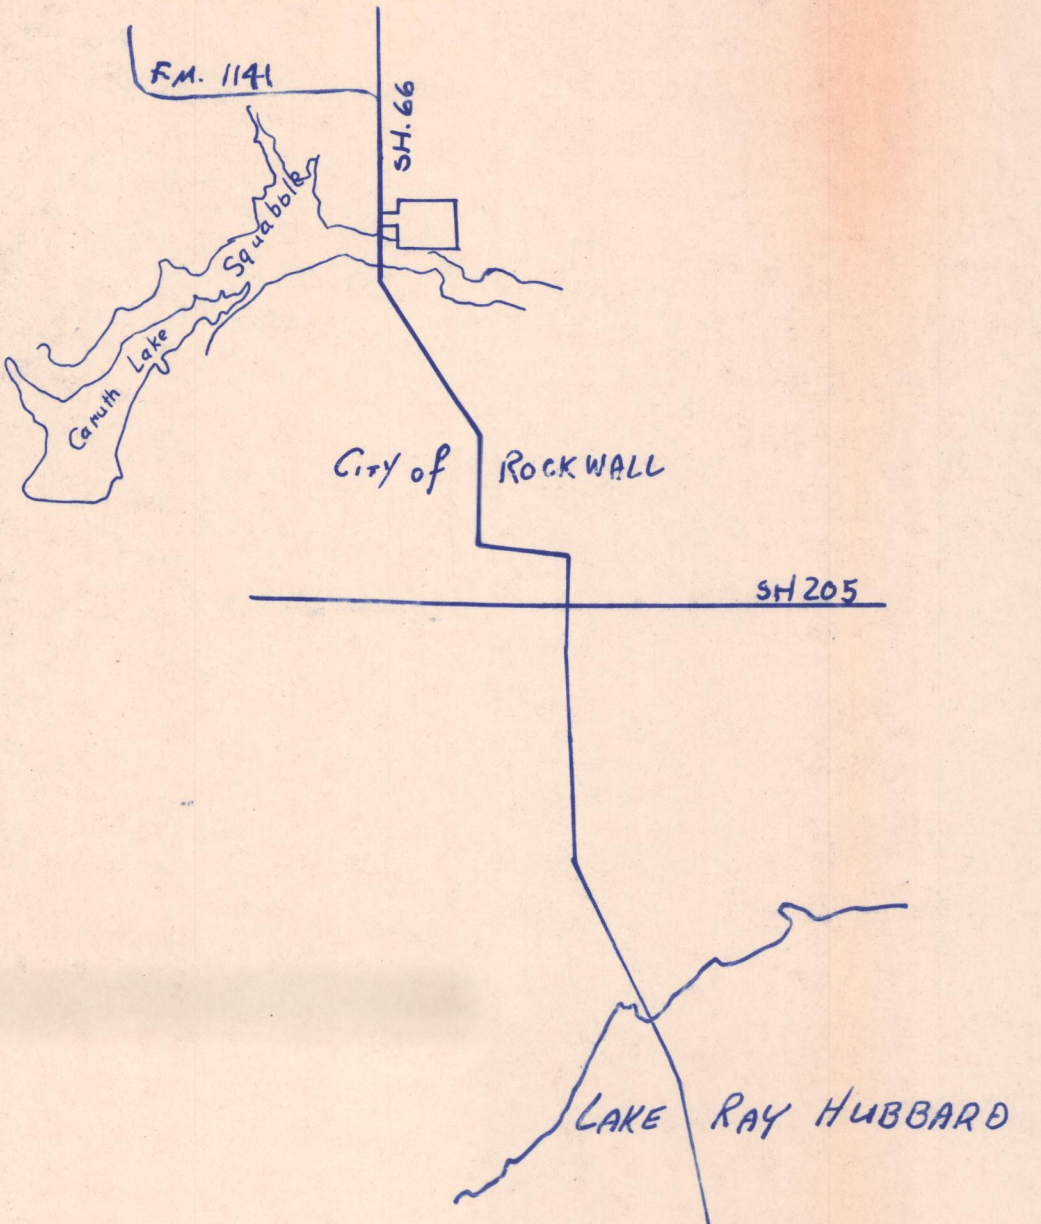 F.M. 1141
SH. 66
Squabble
Caruth Lake
City of ROCKWALL
SH 205
LAKE RAY HUBBARD